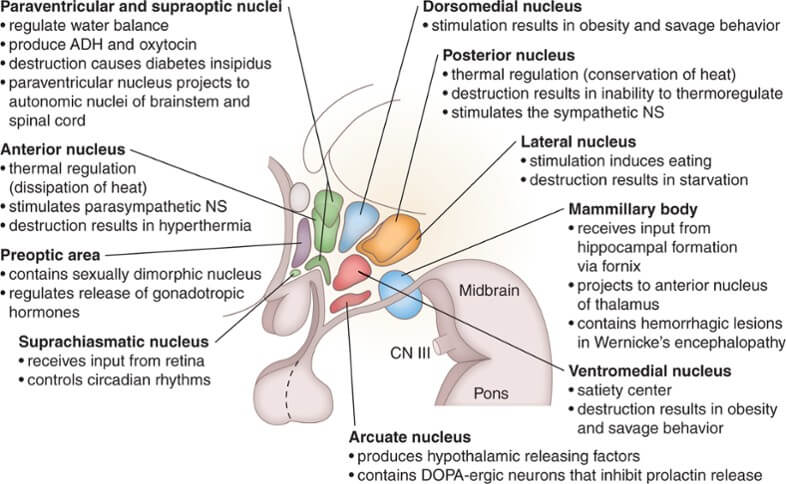 Paraventricular and supraoptic nuclei
• regulate water balance
• produce ADH and oxytocin
• destruction causes diabetes insipidus
• paraventricular nucleus projects to
autonomic nuclei of brainstem and
spinal cord
Anterior nucleus
• thermal regulation
(dissipation of heat)
• stimulates parasympathetic NS
• destruction results in hyperthermia
Preoptic area
• contains sexually dimorphic nucleus
• regulates release of gonadotropic
hormones
Suprachiasmatic nucleus
• receives input from retina
• controls circadian rhythms
Dorsomedial nucleus
• stimulation results in obesity and savage behavior
Posterior nucleus
• thermal regulation (conservation of heat)
• destruction results in inability to thermoregulate
• stimulates the sympathetic NS
Lateral nucleus
• stimulation induces eating
• destruction results in starvation
Mammillary body
• receives input from
hippocampal formation
via fornix
• projects to anterior nucleus
of thalamus
• contains hemorrhagic lesions
in Wernicke's encephalopathy
Midbrain
CN III
Pons
Ventromedial nucleus
• satiety center
• destruction results in obesity
and savage behavior
Arcuate nucleus
• produces hypothalamic releasing factors
• contains DOPA-ergic neurons that inhibit prolactin release